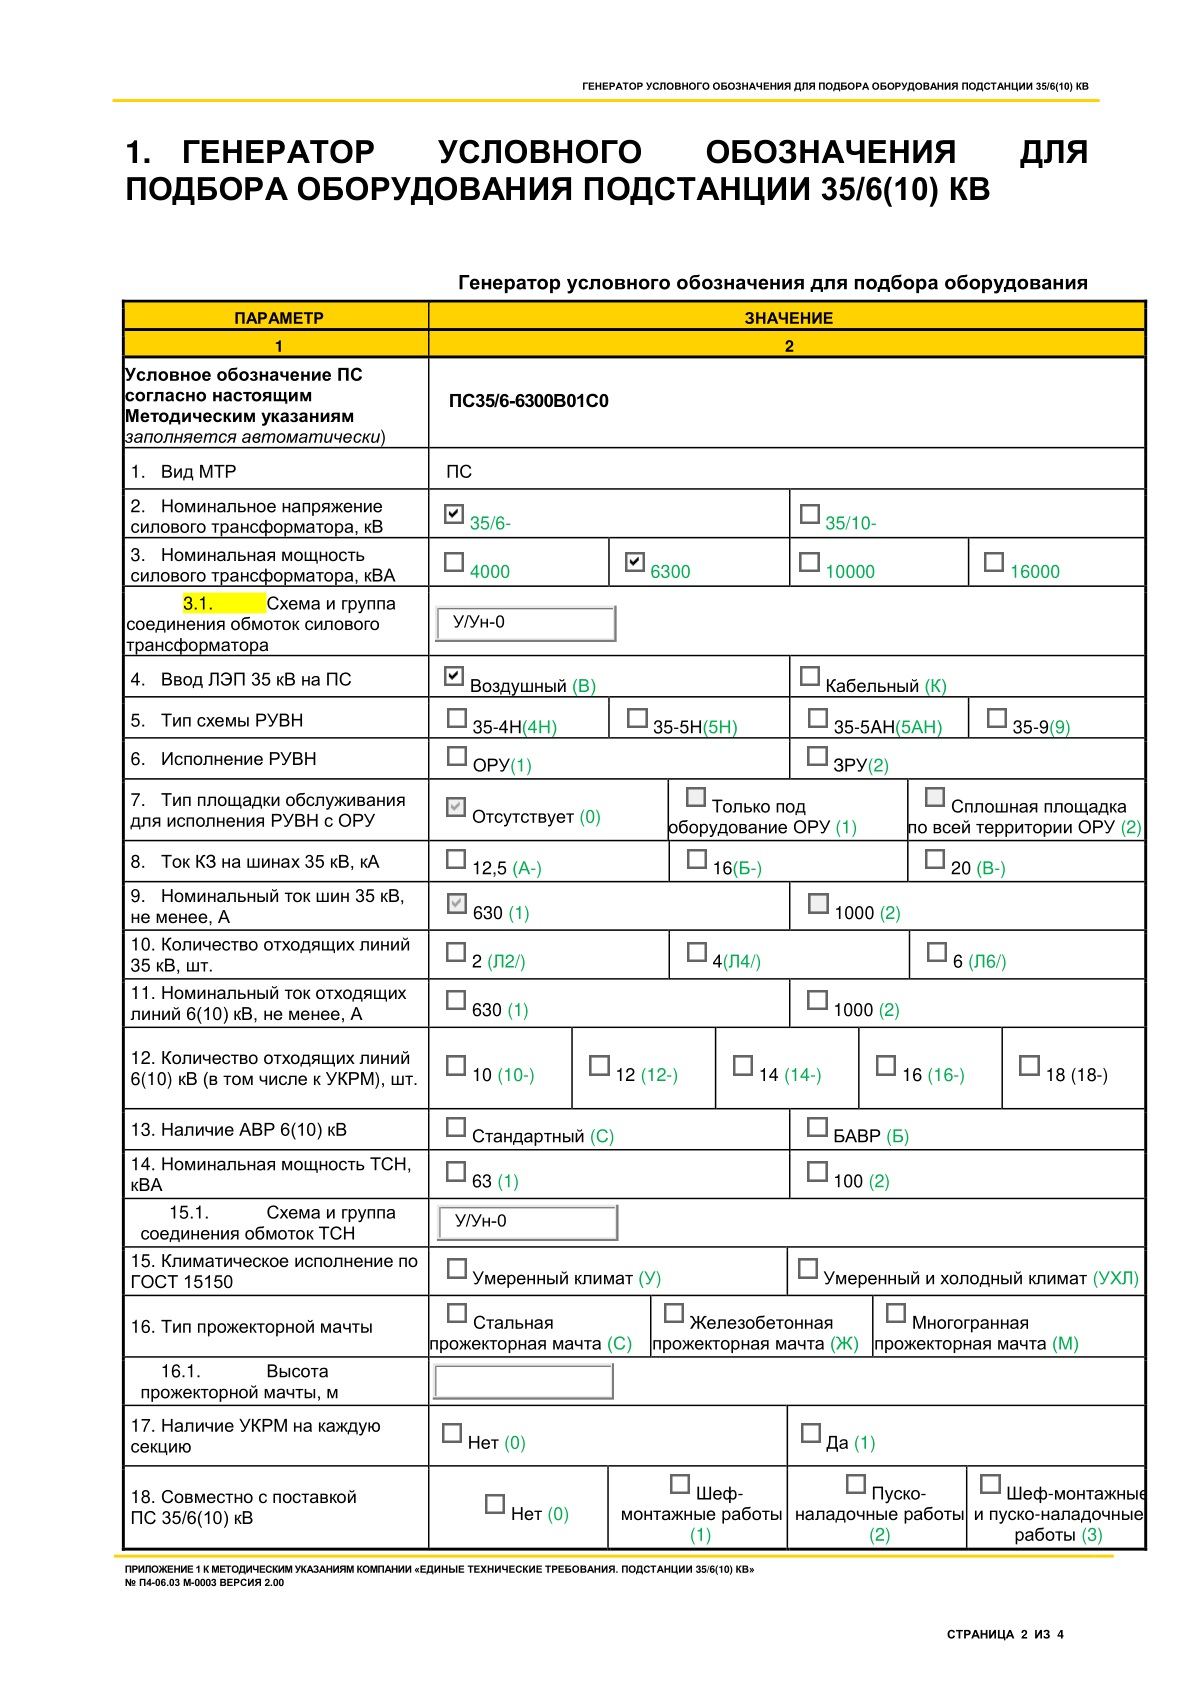 ГЕНЕРАТОР УСЛОВНОГО ОБОЗНАЧЕНИЯ ДЛЯ ПОДБОРА ОБОРУДОВАНИЯ ПОДСТАНЦИИ 35/6(10) КВ
1. ГЕНЕРАТОР УСЛОВНОГО ОБОЗНАЧЕНИЯ ДЛЯ
ПОДБОРА ОБОРУДОВАНИЯ ПОДСТАНЦИИ 35/6(10) КВ
Генератор условного обозначения для подбора оборудования
ПАРАМЕТР ЗНАЧЕНИЕ
1 2
Условное обозначение ПС
согласно настоящим
Методическим указаниям
заполняется автоматически)
ПС35/6-6300В01С0
1. Вид МТР ПС
2. Номинальное напряжение
силового трансформатора, кВ
35/6- 35/10-
3. Номинальная мощность
силового трансформатора, кВА
4000 6300 10000 16000
3.1. Схема и группа
соединения обмоток силового
трансформатора
У/Ун-0
4. Ввод ЛЭП 35 кВ на ПС Воздушный (В) Кабельный (К)
5. Тип схемы РУВН 35-4Н(4Н) 35-5Н(5Н) 35-5АН(5АН) 35-9(9)
6. Исполнение РУВН ОРУ(1) ЗРУ(2)
7. Тип площадки обслуживания
для исполнения РУВН с ОРУ
Отсутствует (0)
Только под
оборудование ОРУ (1)
Сплошная площадка
по всей территории ОРУ (2)
8. Ток КЗ на шинах 35 кВ, кА 12,5 (А-) 16(Б-) 20 (В-)
9. Номинальный ток шин 35 кВ,
не менее, А
630 (1) 1000 (2)
10. Количество отходящих линий
35 кВ, шт.
2 (Л2/) 4(Л4/) 6 (Л6/)
11. Номинальный ток отходящих
линий 6(10) кВ, не менее, А
630 (1) 1000 (2)
12. Количество отходящих линий
6(10) кВ (в том числе к УКРМ), шт.
10 (10-) 12 (12-) 14 (14-) 16 (16-) 18 (18-)
13. Наличие АВР 6(10) кВ Стандартный (С) БАВР (Б)
14. Номинальная мощность ТСН,
кВА
63 (1) 100 (2)
15.1. Схема и группа
соединения обмоток ТСН
У/Ун-0
15. Климатическое исполнение по
ГОСТ 15150
Умеренный климат (У) Умеренный и холодный климат (УХЛ)
16. Тип прожекторной мачты
Стальная
прожекторная мачта (С)
Железобетонная
прожекторная мачта (Ж)
Многогранная
прожекторная мачта (М)
16.1. Высота
прожекторной мачты, м
17. Наличие УКРМ на каждую
секцию
Нет (0) Да (1)
18. Совместно с поставкой
ПС 35/6(10) кВ
Нет (0)
Шеф-
монтажные работы
(1)
Пуско-
наладочные работы
(2)
Шеф-монтажные
и пуско-наладочные
работы (3)
ПРИЛОЖЕНИЕ 1 К МЕТОДИЧЕСКИМ УКАЗАНИЯМ КОМПАНИИ «ЕДИНЫЕ ТЕХНИЧЕСКИЕ ТРЕБОВАНИЯ. ПОДСТАНЦИИ 35/6(10) КВ»
№ П4-06.03 М-0003 ВЕРСИЯ 2.00
СТРАНИЦА 2 ИЗ 4